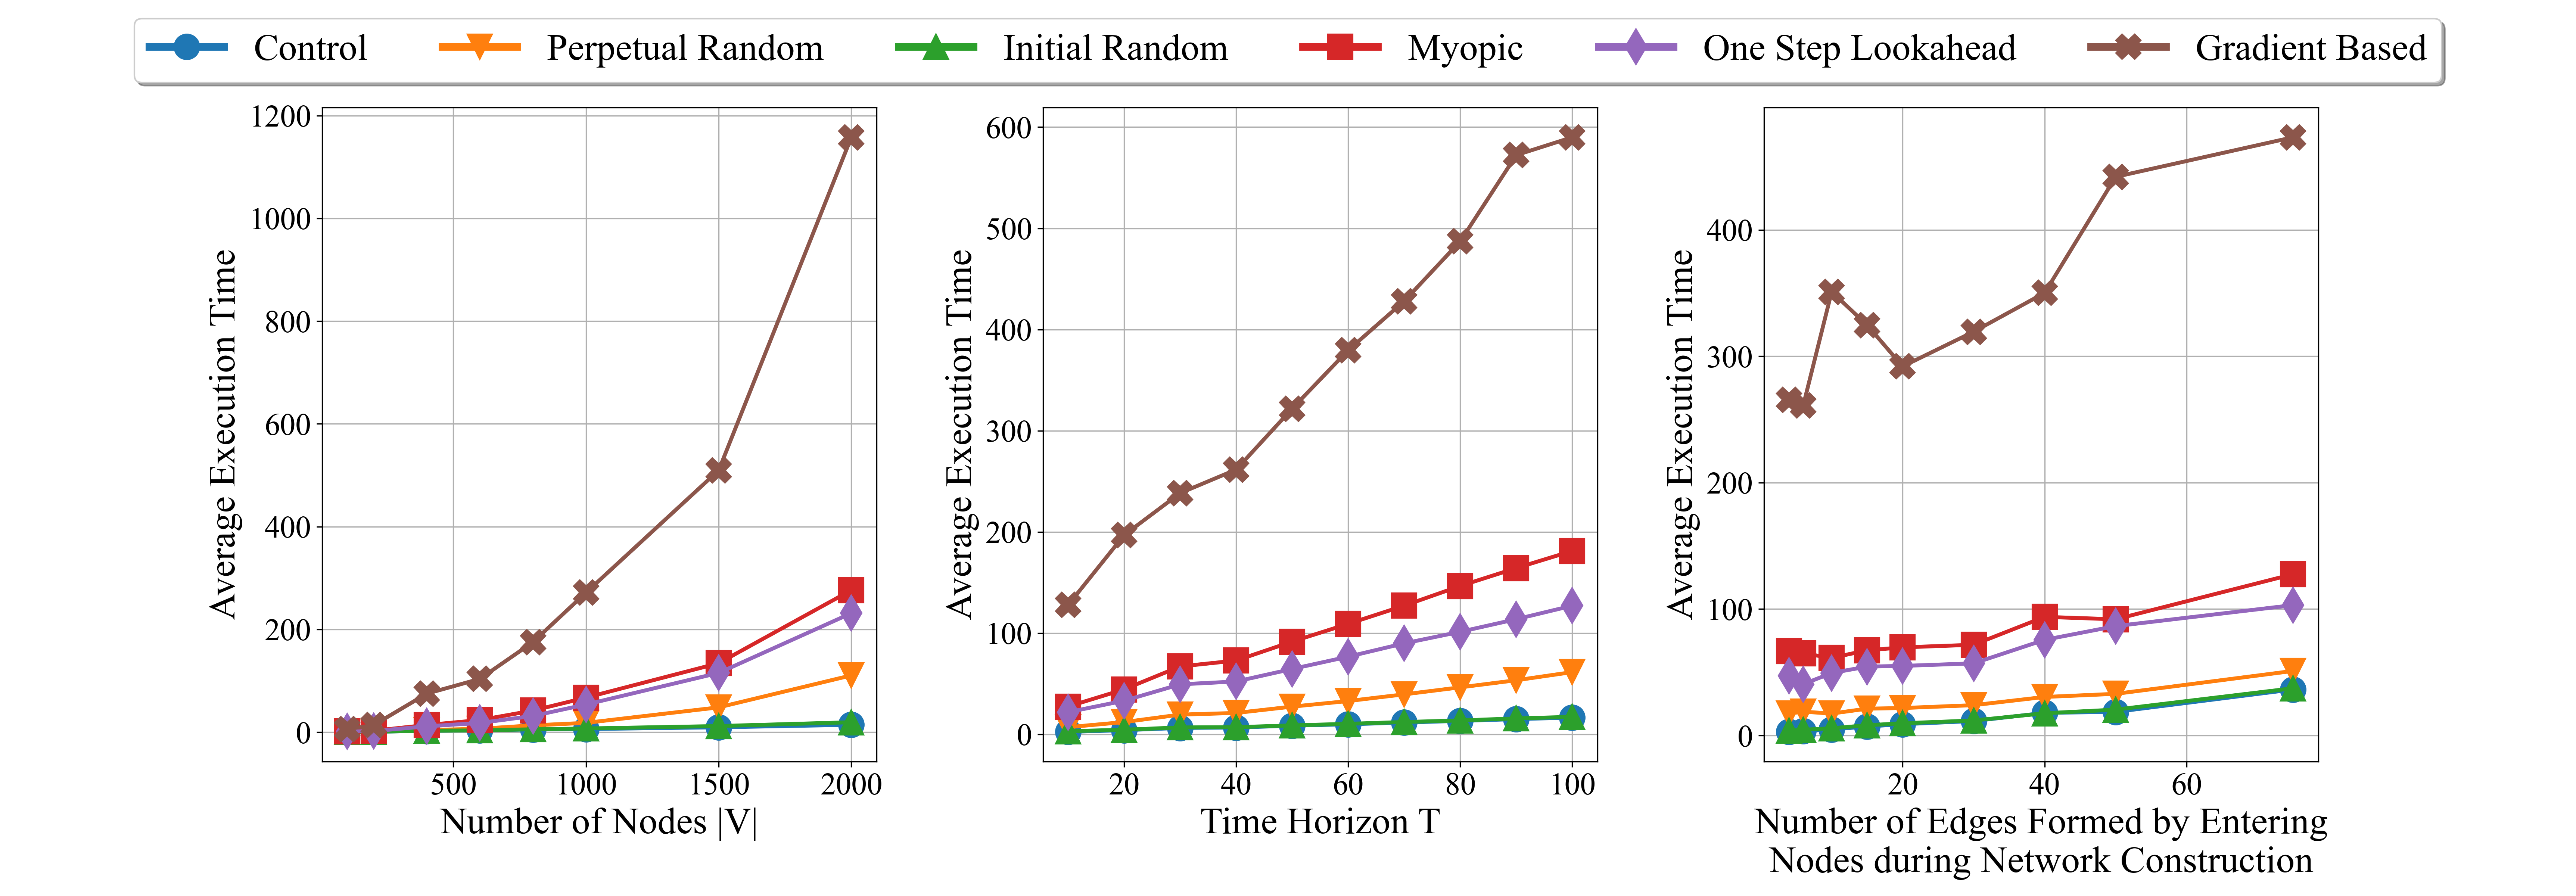 Control Perpetual Random Initial Random Myopic One Step Lookahead Gradient Based
1200
1000
800
600
400
200
0
Average Execution Time
500 1000 1500 2000
Number of Nodes |V|
600
500
400
300
200
100
0
Average Execution Time
20 40 60 80 100
Time Horizon T
400
300
200
100
0
Average Execution Time
20 40 60
Number of Edges Formed by Entering
Nodes during Network Construction